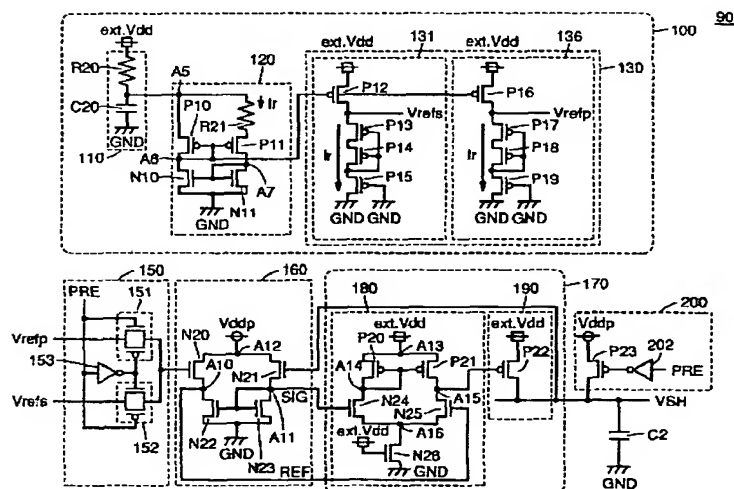 90
100
ext.Vdd
R20
C20
GND
110
A5
120
Ir
P10
R21
P11
A6
N10
A7
N11
GND
131
ext.Vdd
P12
Vrefs
P13
Ir
P14
P15
GND GND
136
130
ext.Vdd
P16
Vrefp
P17
Ir
P18
P19
GND GND
150
PRE
151
Vrefp
153
Vrefs
152
160
Vddp
N20
A12
A10
N21
SIG
N22
GND
N23
A11
REF
170
180
ext.Vdd
P20
A13
A14
P21
N24
A15
N25
ext.Vdd
A16
N26
GND
190
ext.Vdd
P22
200
Vddp
P23
202
PRE
VSH
C2
GND